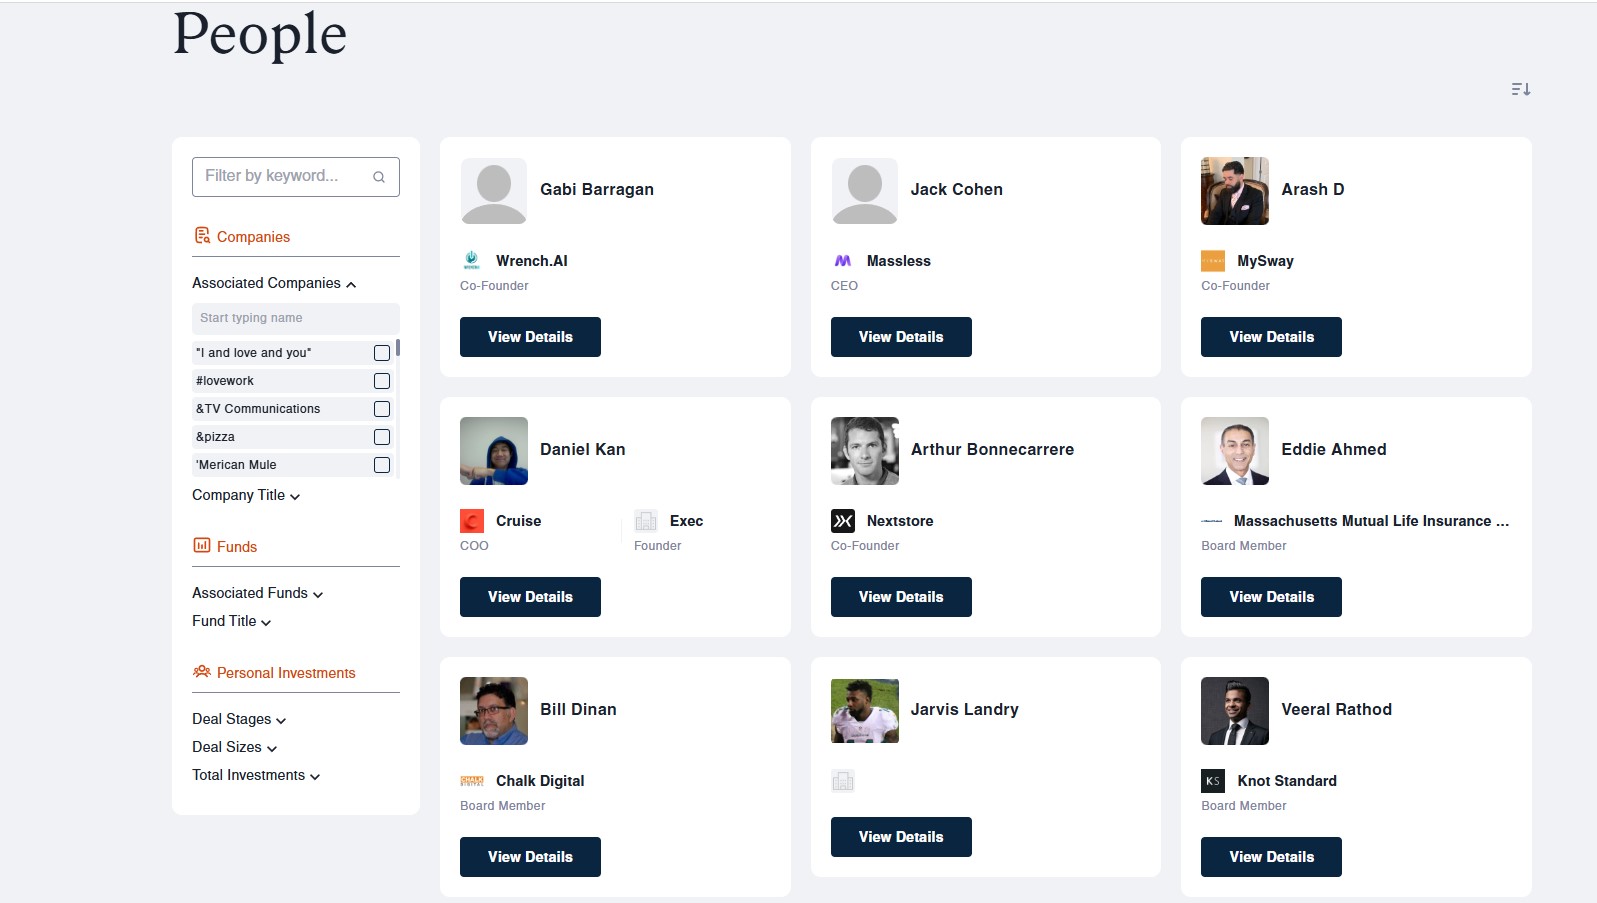 People
Filter by keyword...
Companies
Associated Companies
Start typing name
"I and love and you"
#lovework
&TV Communications
&pizza
'Merican Mule
Company Title
Funds
Associated Funds
Fund Title
Personal Investments
Deal Stages
Deal Sizes
Total Investments
Gabi Barragan
Wrench.AI
Co-Founder
View Details
Jack Cohen
Massless
CEO
View Details
Arash D
MySway
Co-Founder
View Details
Daniel Kan
Cruise
COO
Exec
Founder
View Details
Arthur Bonnecarrere
Nextstore
Co-Founder
View Details
Eddie Ahmed
Massachusetts Mutual Life Insurance ...
Board Member
View Details
Bill Dinan
CHALK
DIGITAL
Chalk Digital
Board Member
View Details
Jarvis Landry
View Details
Veeral Rathod
KS
Knot Standard
Board Member
View Details